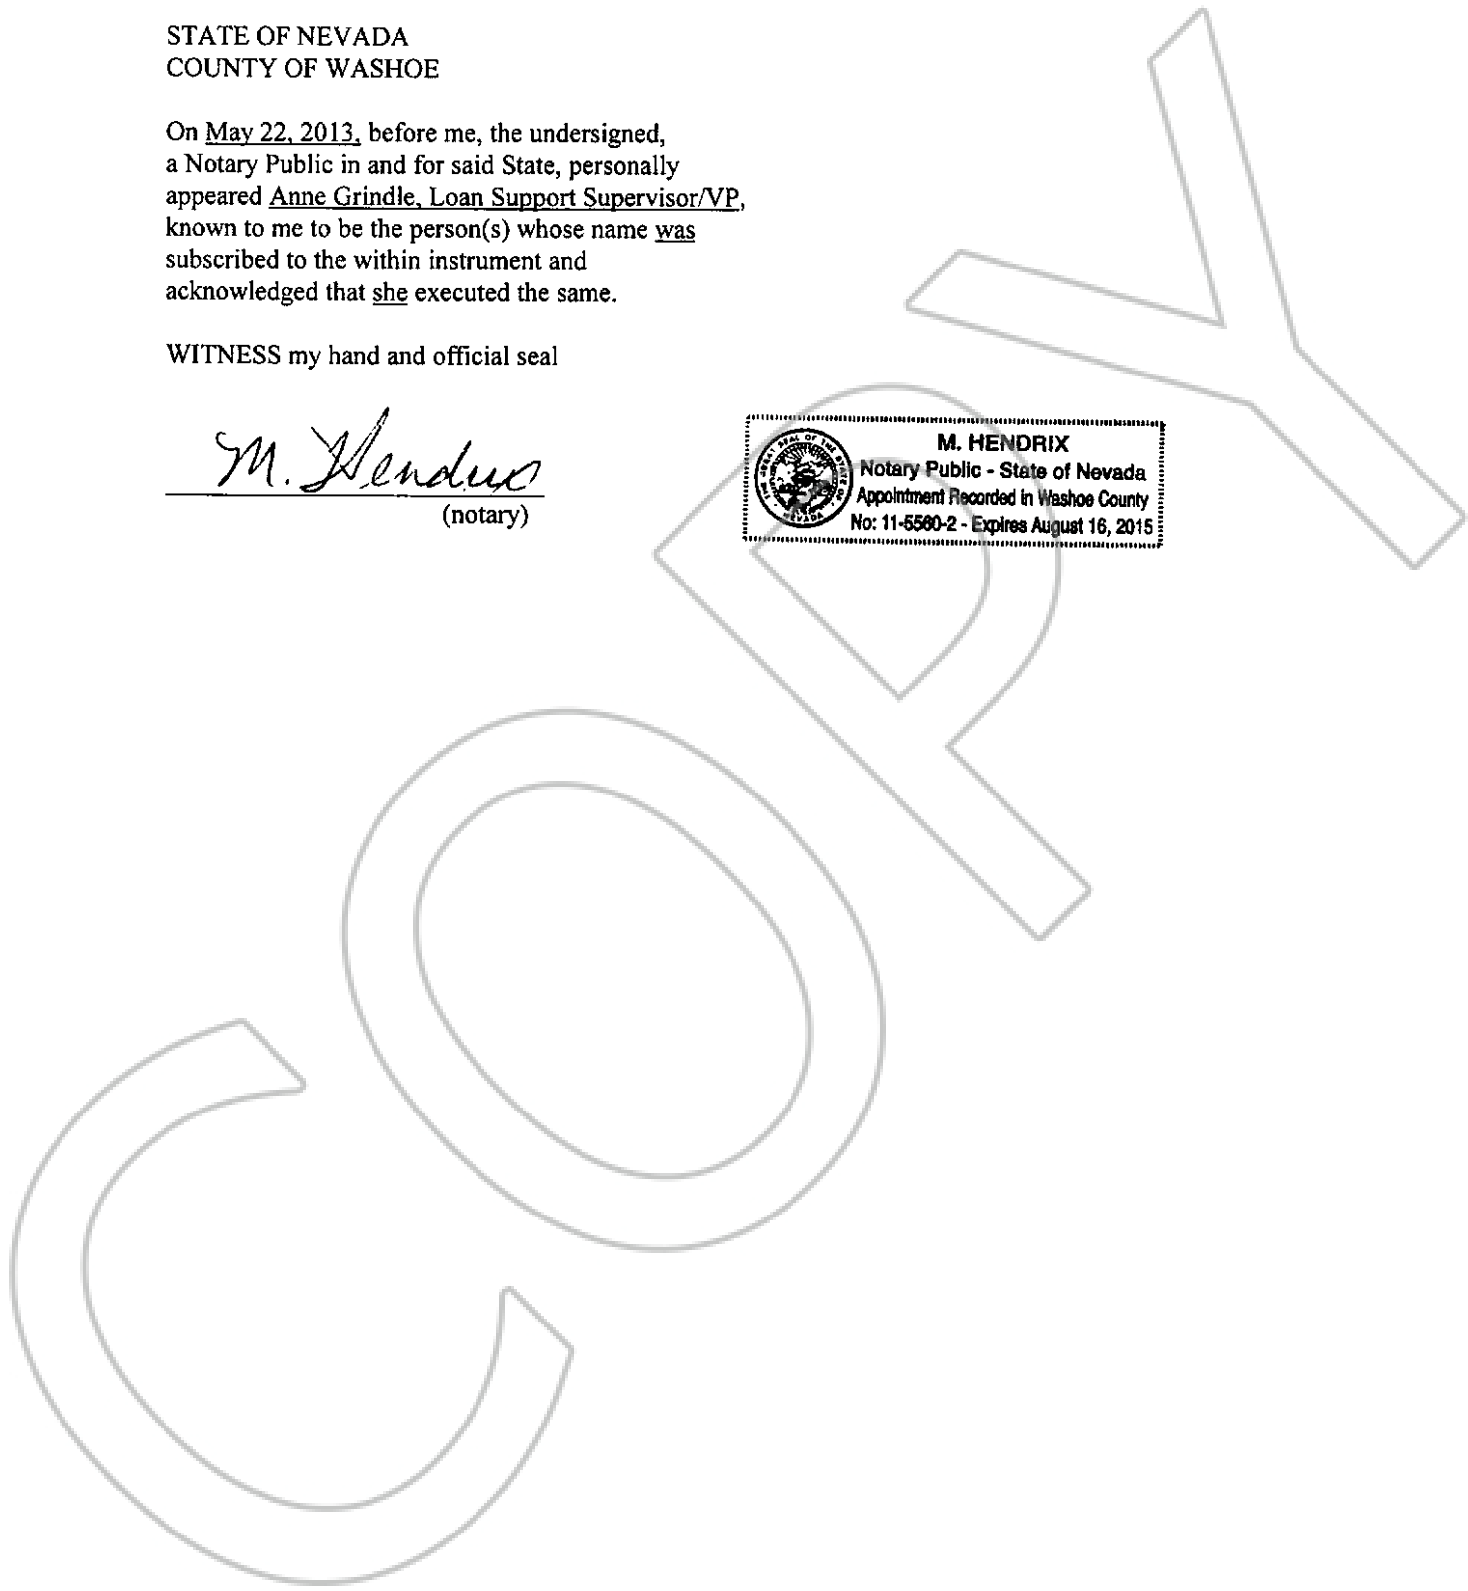 STATE OF NEVADA
COUNTY OF WASHOE
On May 22, 2013, before me, the undersigned,
a Notary Public in and for said State, personally
appeared Anne Grindle, Loan Support Supervisor/VP,
known to me to be the person(s) whose name was
subscribed to the within instrument and
acknowledged that she executed the same.
WITNESS my hand and official seal
M. Hendrix
(notary)
M. HENDRIX
Notary Public - State of Nevada
Appointment Recorded in Washoe County
No: 11-5560-2 - Expires August 16, 2015
NEVADA
COPY